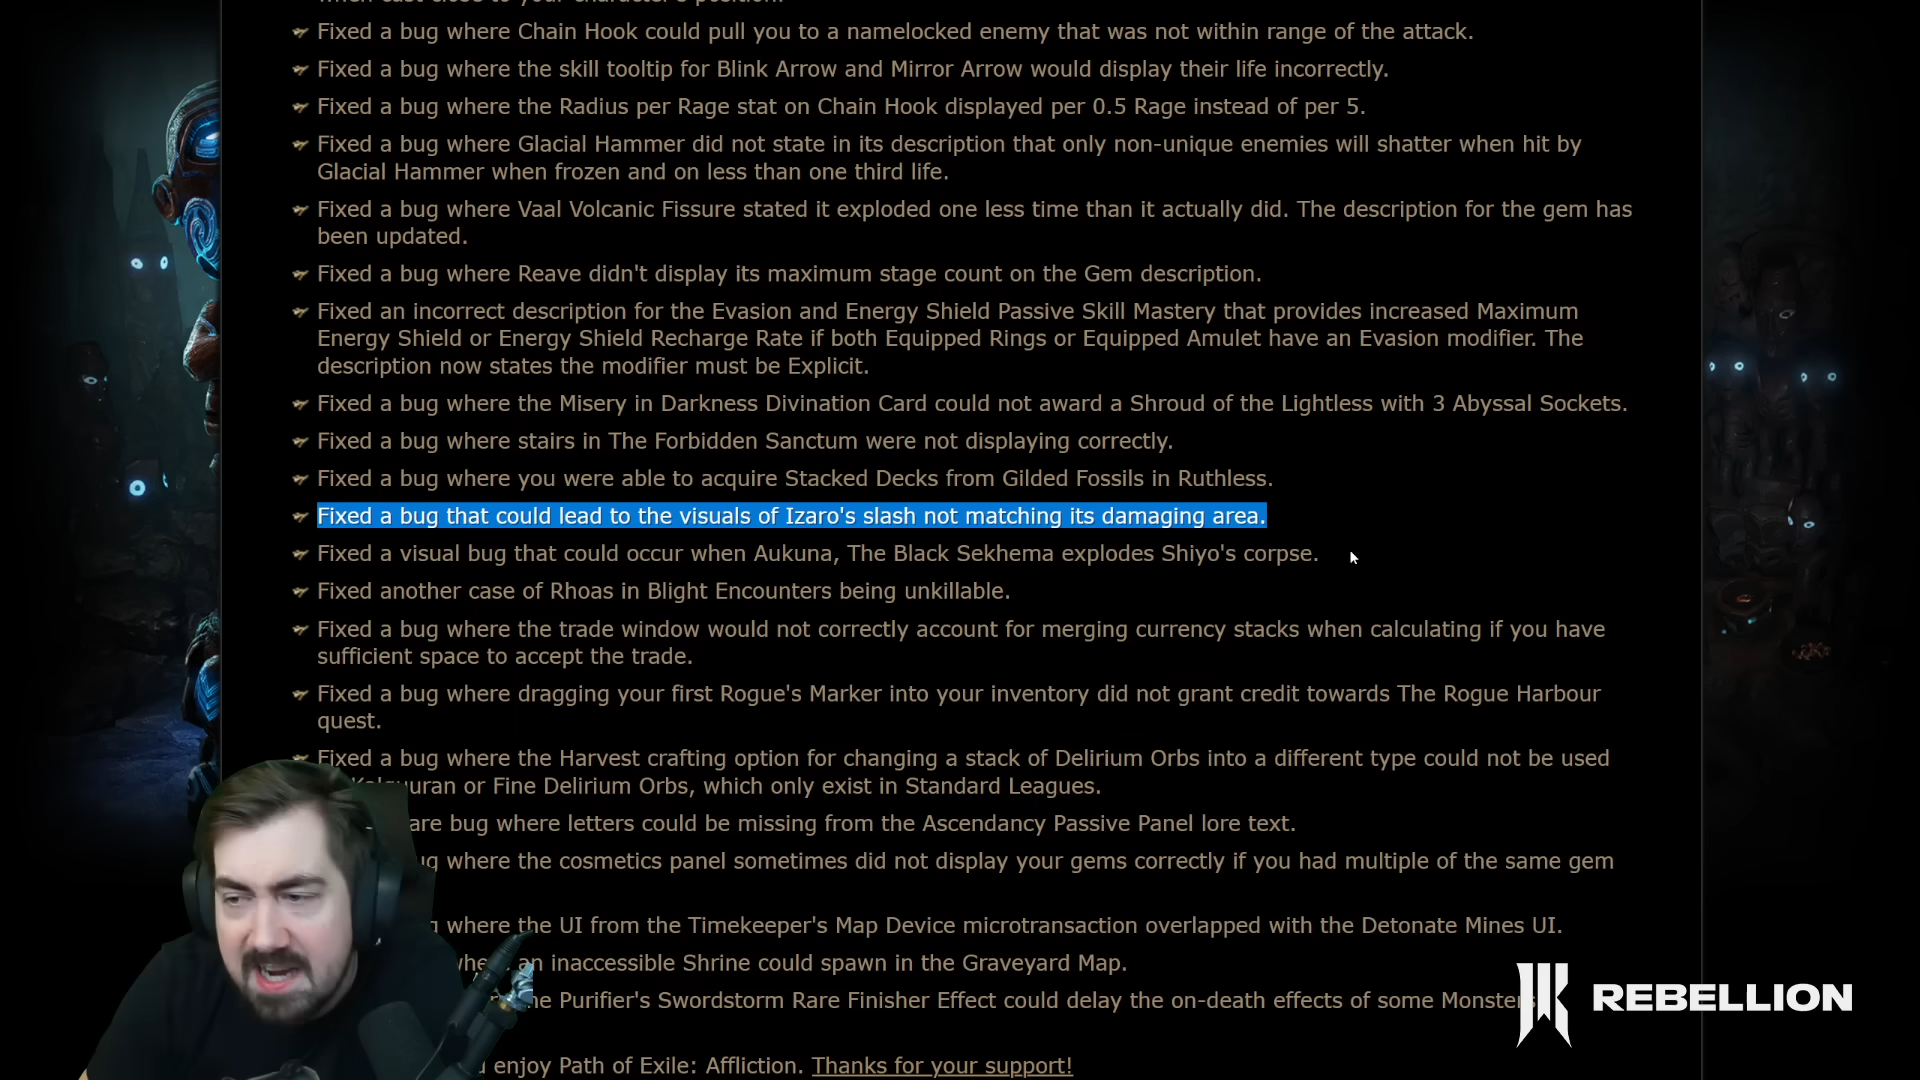 Fixed a bug where Chain Hook could pull you to a namelocked enemy that was not within range of the attack.
Fixed a bug where the skill tooltip for Blink Arrow and Mirror Arrow would display their life incorrectly.
Fixed a bug where the Radius per Rage stat on Chain Hook displayed per 0.5 Rage instead of per 5.
Fixed a bug where Glacial Hammer did not state in its description that only non-unique enemies will shatter when hit by
Glacial Hammer when frozen and on less than one third life.
Fixed a bug where Vaal Volcanic Fissure stated it exploded one less time than it actually did. The description for the gem has
been updated.
Fixed a bug where Reave didn't display its maximum stage count on the Gem description.
Fixed an incorrect description for the Evasion and Energy Shield Passive Skill Mastery that provides increased Maximum
Energy Shield or Energy Shield Recharge Rate if both Equipped Rings or Equipped Amulet have an Evasion modifier. The
description now states the modifier must be Explicit.
Fixed a bug where the Misery in Darkness Divination Card could not award a Shroud of the Lightless with 3 Abyssal Sockets.
Fixed a bug where stairs in The Forbidden Sanctum were not displaying correctly.
Fixed a bug where you were able to acquire Stacked Decks from Gilded Fossils in Ruthless.
Fixed a bug that could lead to the visuals of Izaro's slash not matching its damaging area.
Fixed a visual bug that could occur when Aukuna, The Black Sekhema explodes Shiyo's corpse.
Fixed another case of Rhoas in Blight Encounters being unkillable.
Fixed a bug where the trade window would not correctly account for merging currency stacks when calculating if you have
sufficient space to accept the trade.
Fixed a bug where dragging your first Rogue's Marker into your inventory did not grant credit towards The Rogue Harbour
quest.
Fixed a bug where the Harvest crafting option for changing a stack of Delirium Orbs into a different type could not be used
or Fine Delirium Orbs, which only exist in Standard Leagues.
bug where letters could be missing from the Ascendancy Passive Panel lore text.
where the cosmetics panel sometimes did not display your gems correctly if you had multiple of the same gem
where the UI from the Timekeeper's Map Device microtransaction overlapped with the Detonate Mines UI.
an inaccessible Shrine could spawn in the Graveyard Map.
Purifier's Swordstorm Rare Finisher Effect could delay the on-death effects of some Monsters
enjoy Path of Exile: Affliction. Thanks for your support!
REBELLION